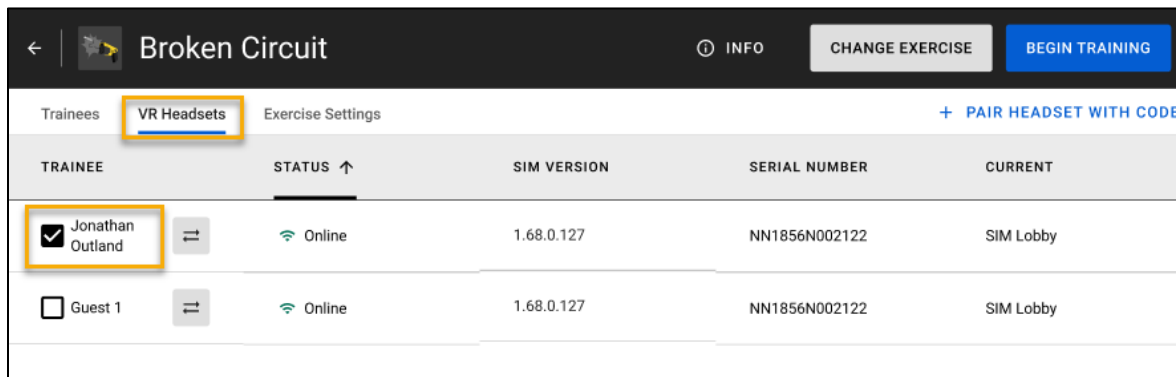 Broken Circuit
INFO
CHANGE EXERCISE
BEGIN TRAINING
Trainees
VR Headsets
Exercise Settings
+ PAIR HEADSET WITH CODE
TRAINEE
STATUS ↑
SIM VERSION
SERIAL NUMBER
CURRENT
Jonathan
Outland
Online
1.68.0.127
NN1856N002122
SIM Lobby
Guest 1
Online
1.68.0.127
NN1856N002122
SIM Lobby